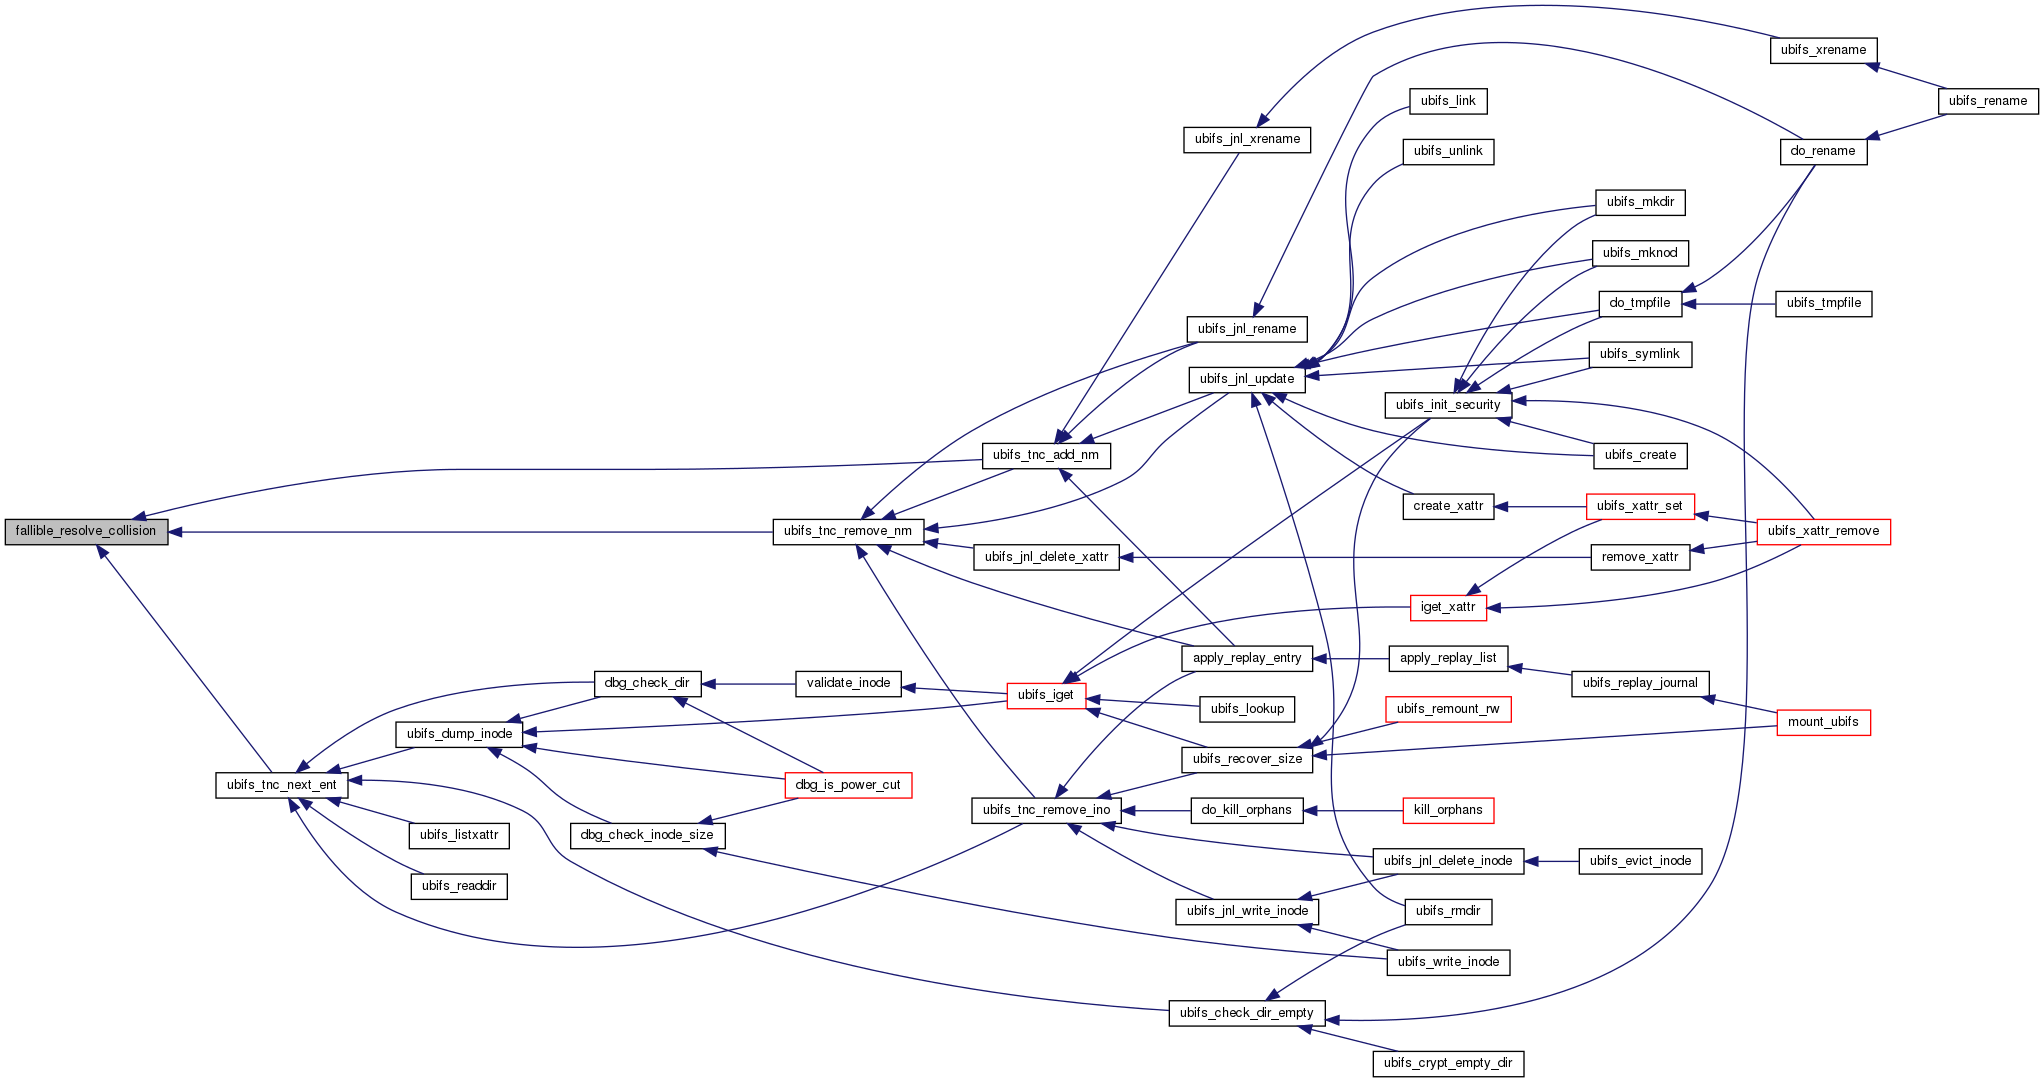 ubifs_xrename
ubifs_link
ubifs_rename
ubifs_jnl_xrename
ubifs_unlink
do_rename
ubifs_mkdir
ubifs_mknod
do_tmpfile
ubifs_tmpfile
ubifs_jnl_rename
ubifs_symlink
ubifs_jnl_update
ubifs_init_security
ubifs_tnc_add_nm
ubifs_create
create_xattr
ubifs_xattr_set
fallible_resolve_collision
ubifs_tnc_remove_nm
ubifs_xattr_remove
ubifs_jnl_delete_xattr
remove_xattr
iget_xattr
apply_replay_entry
apply_replay_list
dbg_check_dir
validate_inode
ubifs_iget
ubifs_replay_journal
ubifs_lookup
ubifs_remount_rw
mount_ubifs
ubifs_dump_inode
ubifs_recover_size
ubifs_tnc_next_ent
dbg_is_power_cut
ubifs_tnc_remove_ino
do_kill_orphans
kill_orphans
ubifs_listxattr
dbg_check_inode_size
ubifs_jnl_delete_inode
ubifs_evict_inode
ubifs_readdir
ubifs_jnl_write_inode
ubifs_rmdir
ubifs_write_inode
ubifs_check_dir_empty
ubifs_crypt_empty_dir